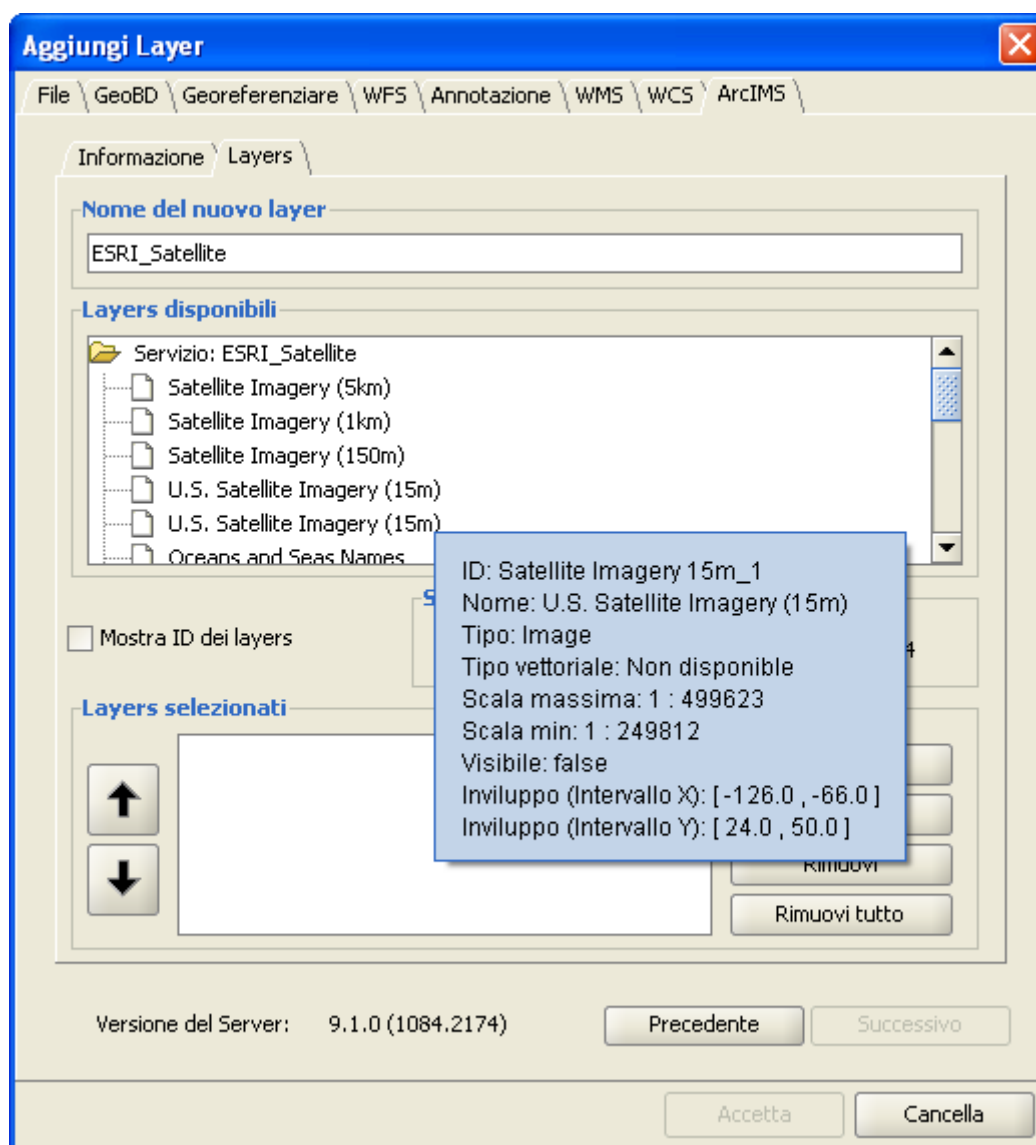 Aggiungi Layer
File GeoBD Georeferenziare WFS Annotazione WMS WCS ArcIMS
Informazione Layers
Nome del nuovo layer
ESRI_Satellite
Layers disponibili
Servizio: ESRI_Satellite
Satellite Imagery (5km)
Satellite Imagery (1km)
Satellite Imagery (150m)
U.S. Satellite Imagery (15m)
U.S. Satellite Imagery (15m)
Oceans and Seas Names
ID: Satellite Imagery 15m_1
Nome: U.S. Satellite Imagery (15m)
Tipo: Image
Tipo vettoriale: Non disponible
Scala massima: 1 : 499623
Scala min: 1 : 249812
Visibile: false
Inviluppo (Intervallo X): [ -126.0 , -66.0 ]
Inviluppo (Intervallo Y): [ 24.0 , 50.0 ]
Mostra ID dei layers
4
Layers selezionati
Rimuovi
Rimuovi tutto
Versione del Server: 9.1.0 (1084.2174)
Precedente
Successivo
Accetta
Cancella